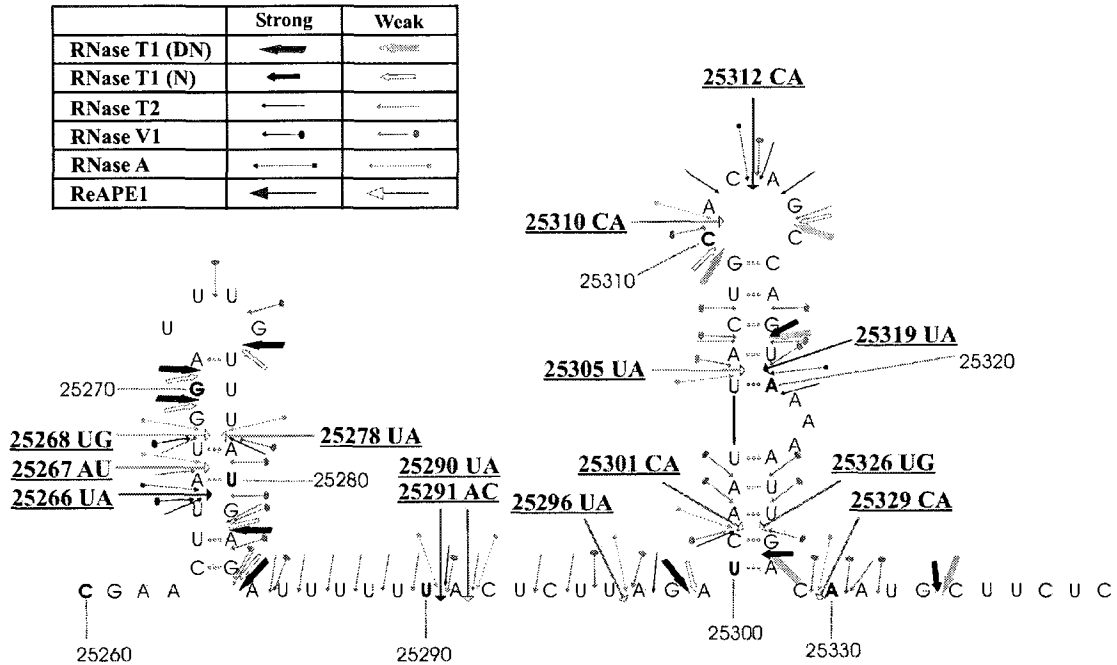 Strong Weak
RNase T1 (DN)
RNase T1 (N)
RNase T2
RNase V1
RNase A
ReAPE1
25312 CA
C A
A G
25310 CA
C C
25310
G C
U A
C G
A U
25319 UA
25320
25305 UA
U A
A
A
A
U A
25301 CA
25326 UG
A U
A U
25329 CA
C G
U A
25300
U U
U G
A U
25270
G U
G U
25268 UG
25278 UA
U A
25267 AU
A U
25280
25266 UA
U G
U A
C G
25290 UA
25291 AC
25296 UA
C G A A A U U U U U U A C U C U U A G A C A A U G C U U C U C
25260
25290
25330